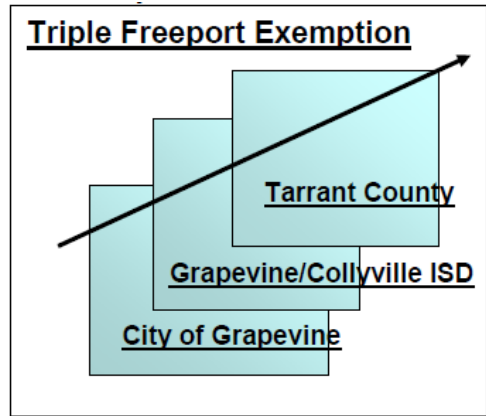 Triple Freeport Exemption
Tarrant County
Grapevine/Collyville ISD
City of Grapevine